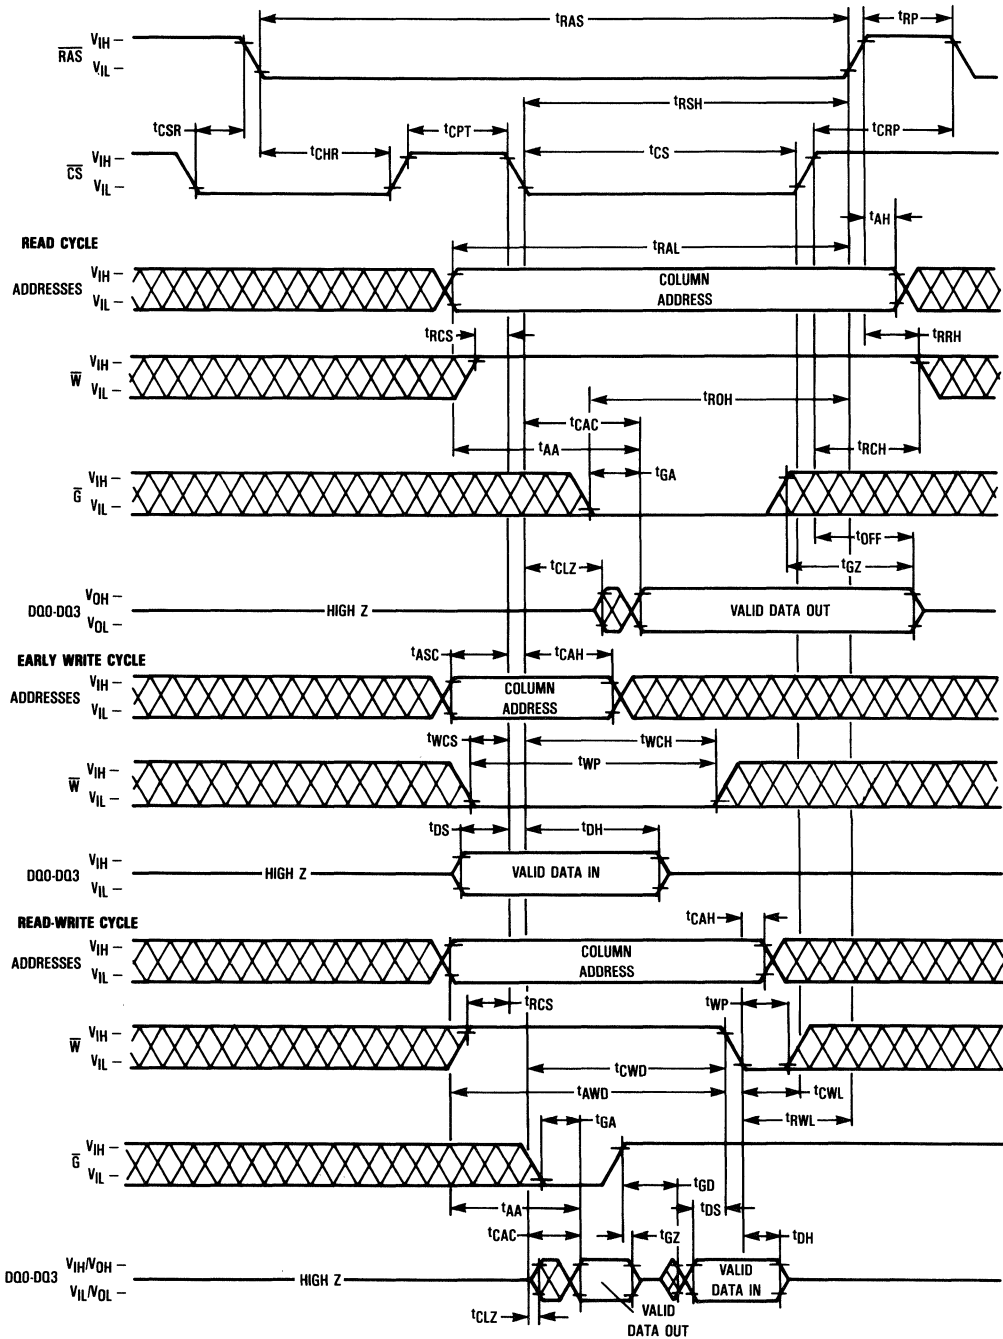 tRAS
tRP
RAS
VIH
VIL
tRSH
tCSR
tCPT
tCRP
tCHR
tCS
CS
VIH
VIL
tAH
READ CYCLE
tRAL
ADDRESSES
VIH
VIL
COLUMN
ADDRESS
tRCS
tRRH
W
VIH
VIL
tROH
tCAC
tAA
tRCH
tGA
G
VIH
VIL
tOFF
tCLZ
tGZ
DQ0-DQ3
VOH
VOL
HIGH Z
VALID DATA OUT
EARLY WRITE CYCLE
tASC
tCAH
ADDRESSES
VIH
VIL
COLUMN
ADDRESS
tWCS
tWCH
tWP
W
VIH
VIL
tDS
tDH
DQ0-DQ3
VIH
VIL
HIGH Z
VALID DATA IN
READ-WRITE CYCLE
tCAH
ADDRESSES
VIH
VIL
COLUMN
ADDRESS
tRCS
tWP
W
VIH
VIL
tCWD
tCWL
tAWD
tGA
tRWL
G
VIH
VIL
tGD
tAA
tDS
tCAC
tGZ
tDH
DQ0-DQ3
VIH/VOH
VIL/VOL
HIGH Z
VALID
DATA IN
tCLZ
VALID
DATA OUT